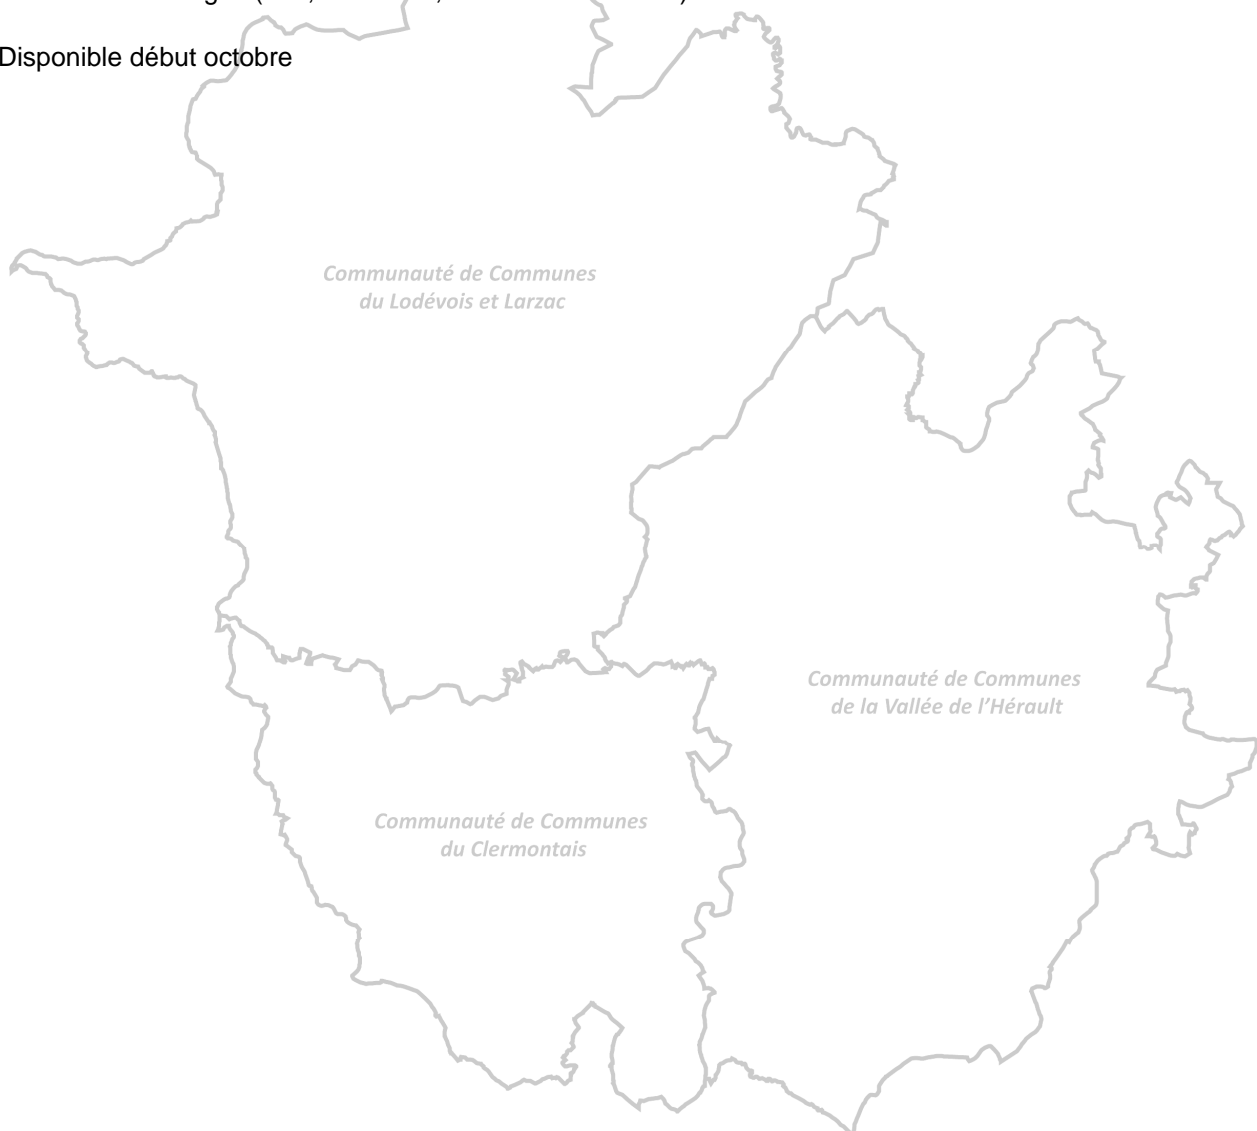 Disponible début octobre
Communauté de Communes
du Lodévois et Larzac
Communauté de Communes
de la Vallée de l'Hérault
Communauté de Communes
du Clermontais